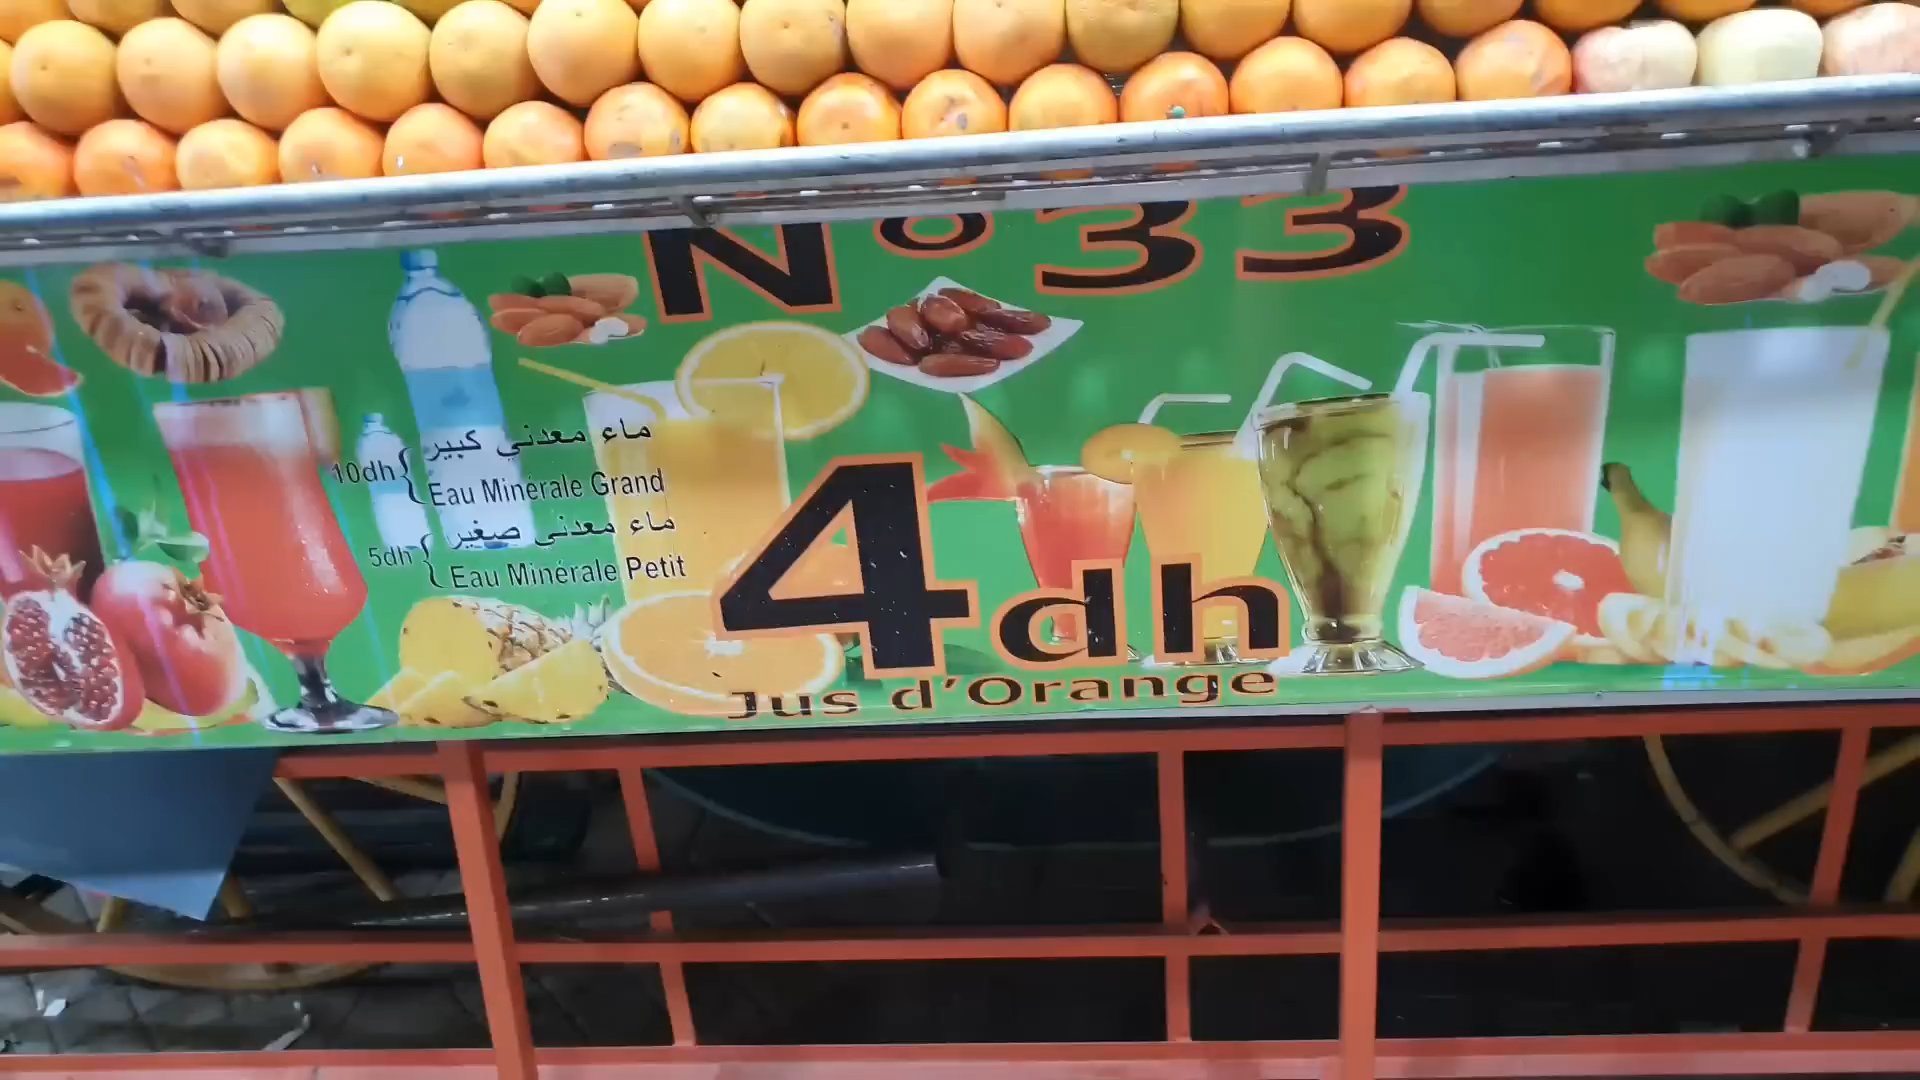 N° 33
10dh
ماء معدني كبير
Eau Minérale Grand
5dh
ماء معدني صغير
Eau Minérale Petit
4dh
Jus d'Orange